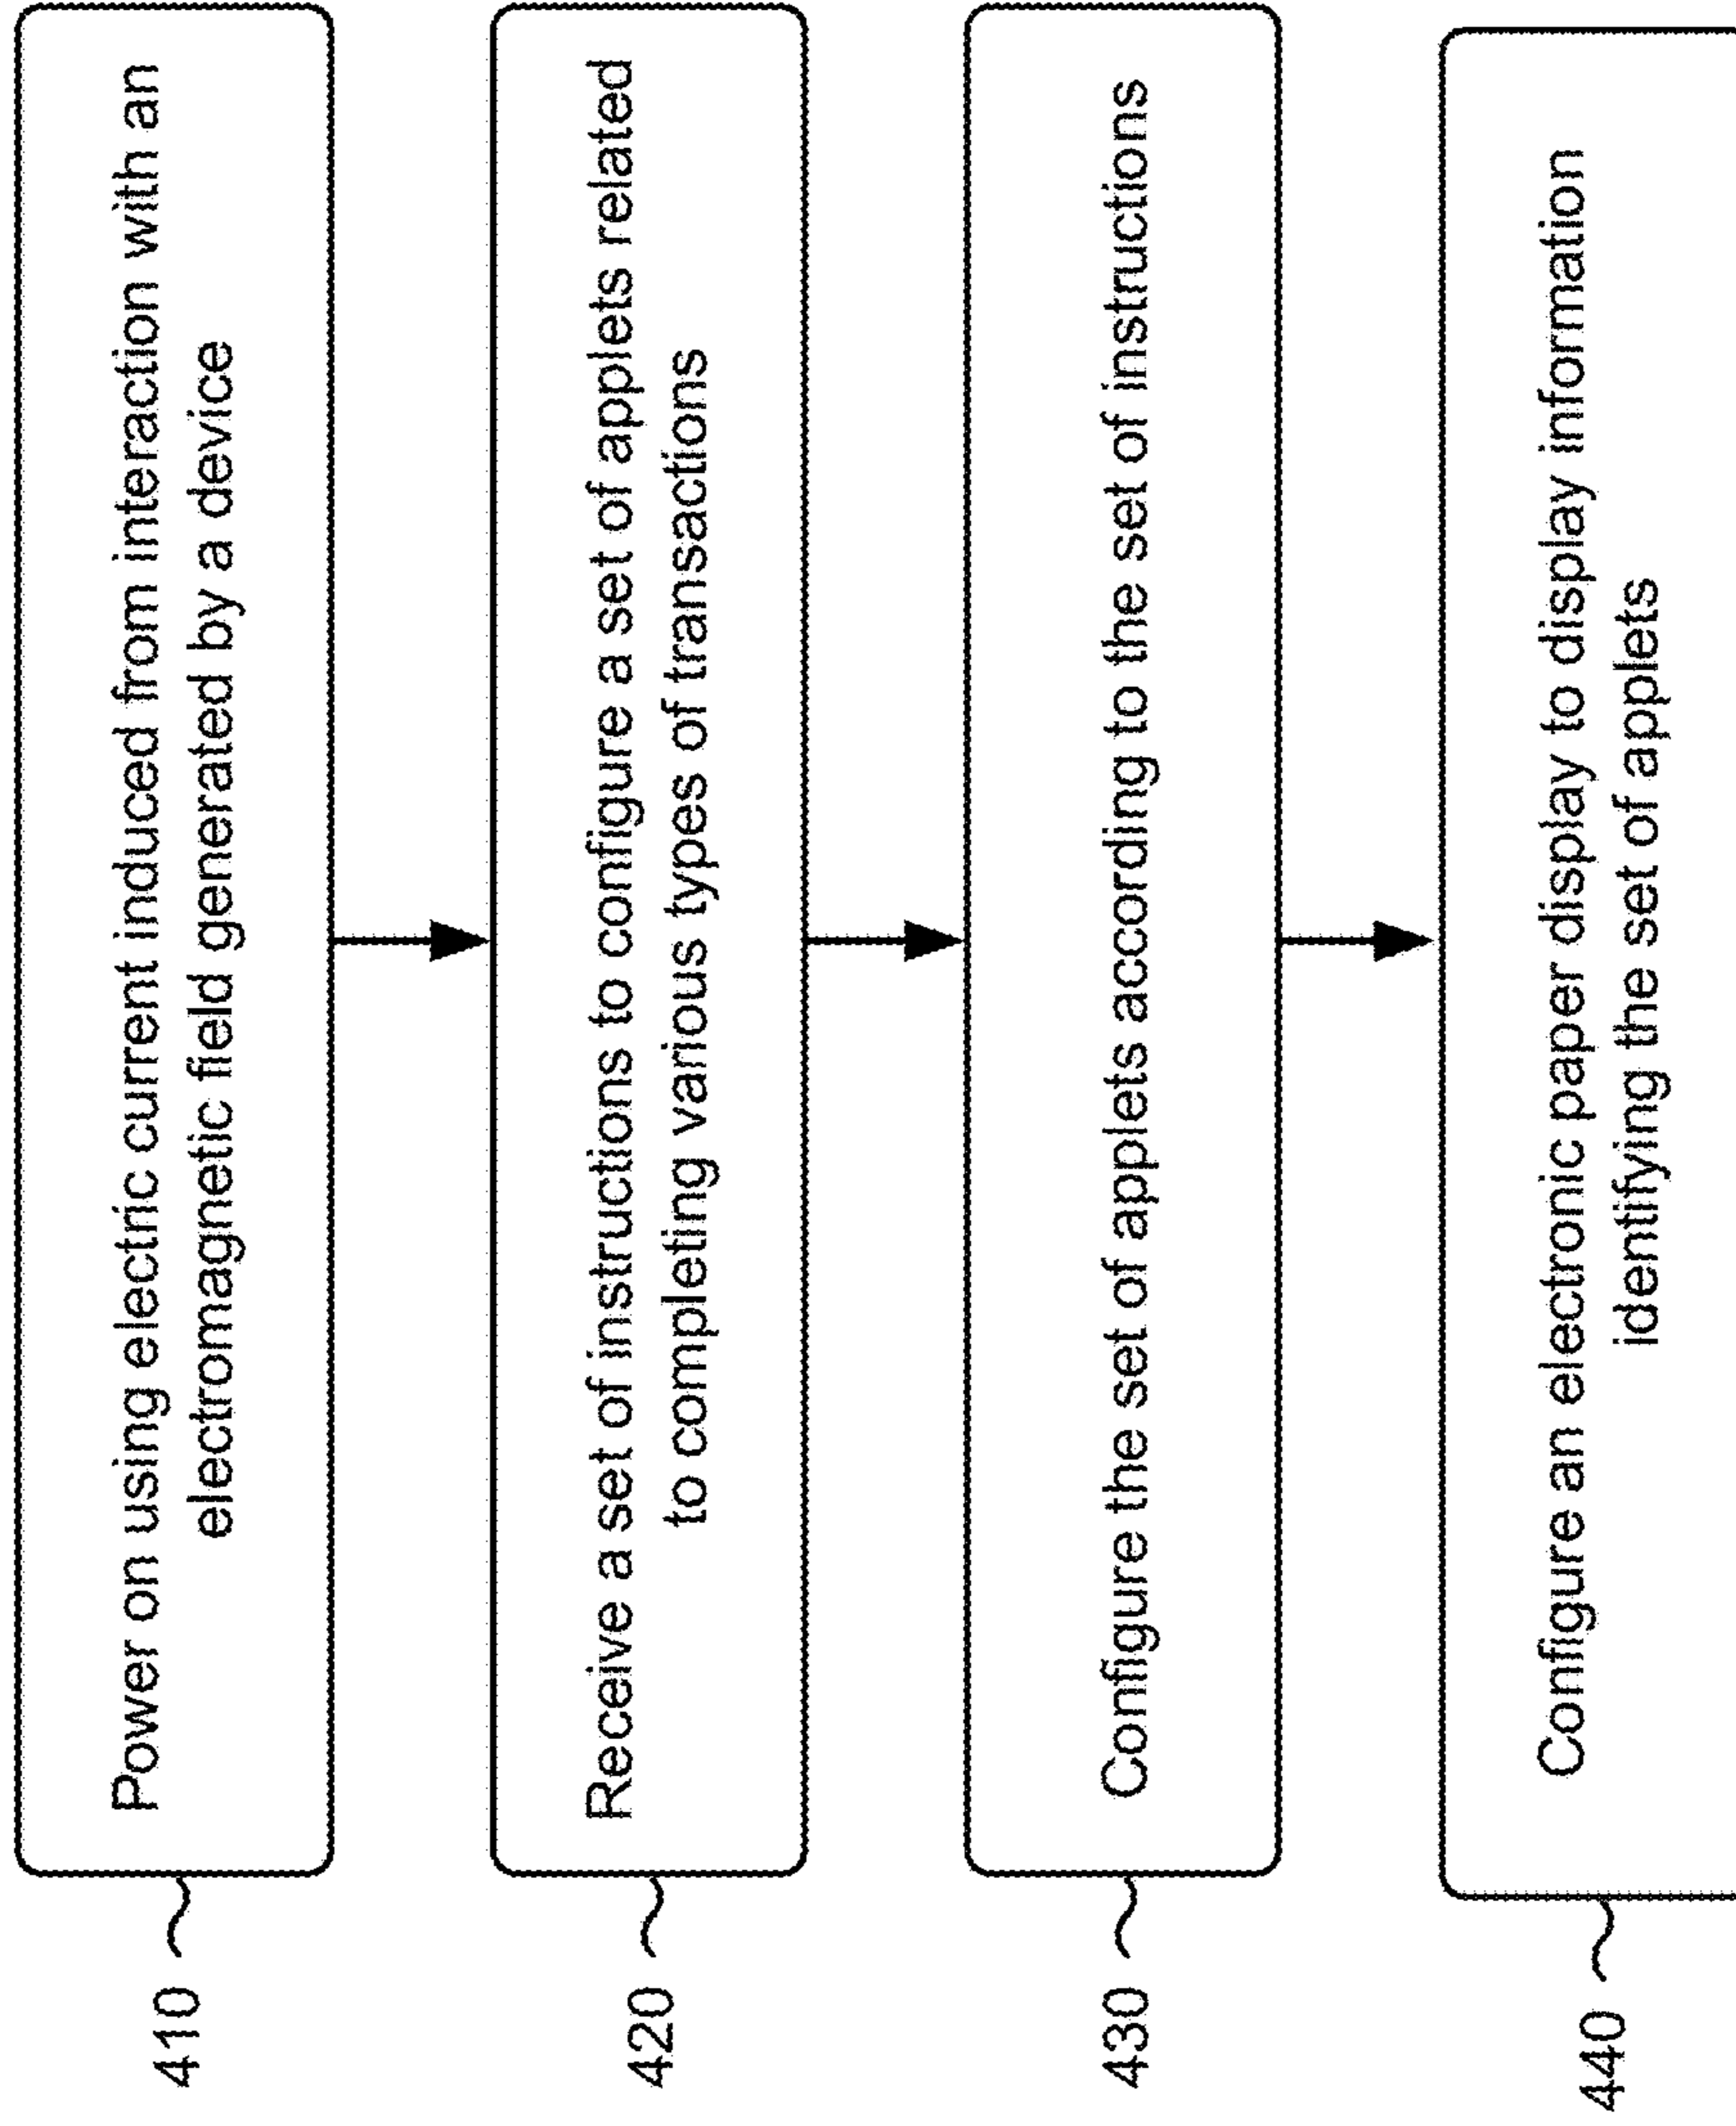 410
Power on using electric current induced from interaction with an
electromagnetic field generated by a device
420
Receive a set of instructions to configure a set of applets related
to completing various types of transactions
430
Configure the set of applets according to the set of instructions
440
Configure an electronic paper display to display information
identifying the set of applets